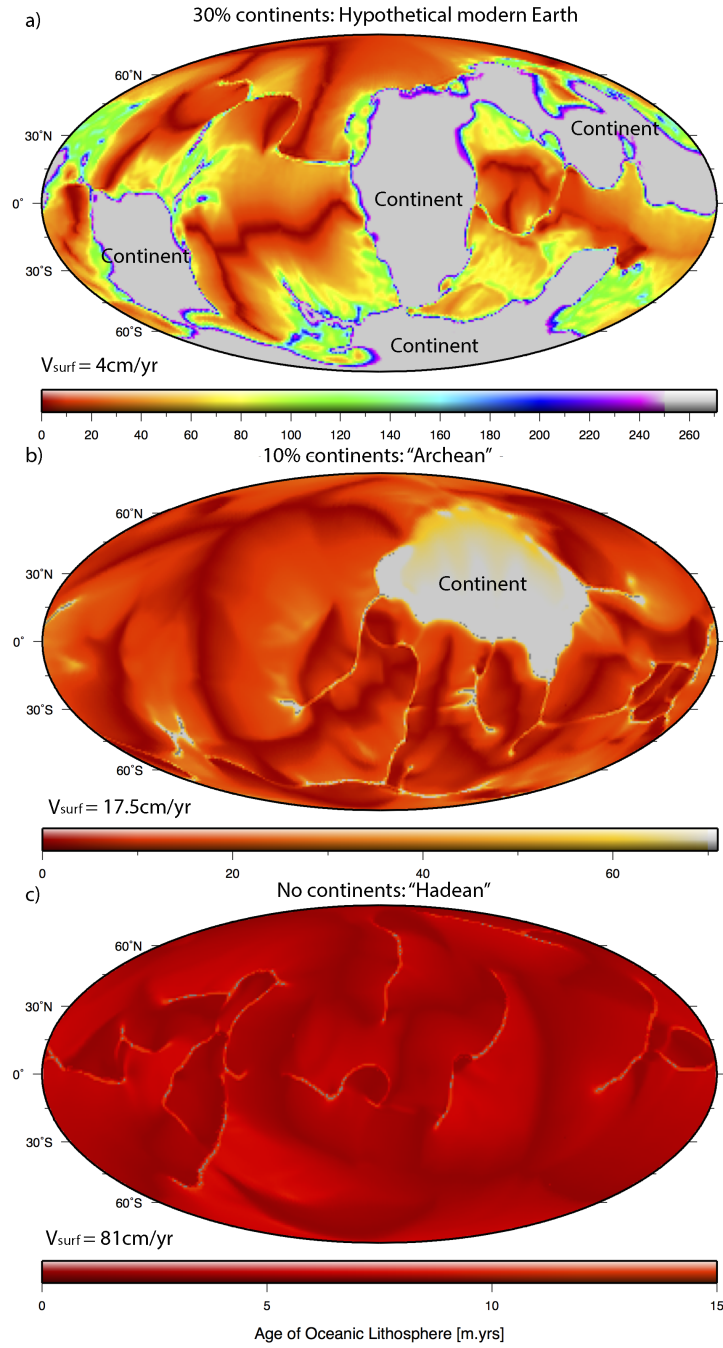 a)
30% continents: Hypothetical modern Earth
60˚N
30˚N
0˚
30˚S
60˚S
Continent
Continent
Continent
Continent
Vsurf = 4cm/yr
0 20 40 60 80 100 120 140 160 180 200 220 240 260
b)
10% continents: “Archean”
60˚N
30˚N
0˚
30˚S
60˚S
Continent
Vsurf = 17.5cm/yr
0 20 40 60
c)
No continents: “Hadean”
60˚N
30˚N
0˚
30˚S
60˚S
Vsurf = 81cm/yr
0 5 10 15
Age of Oceanic Lithosphere [m.yrs]